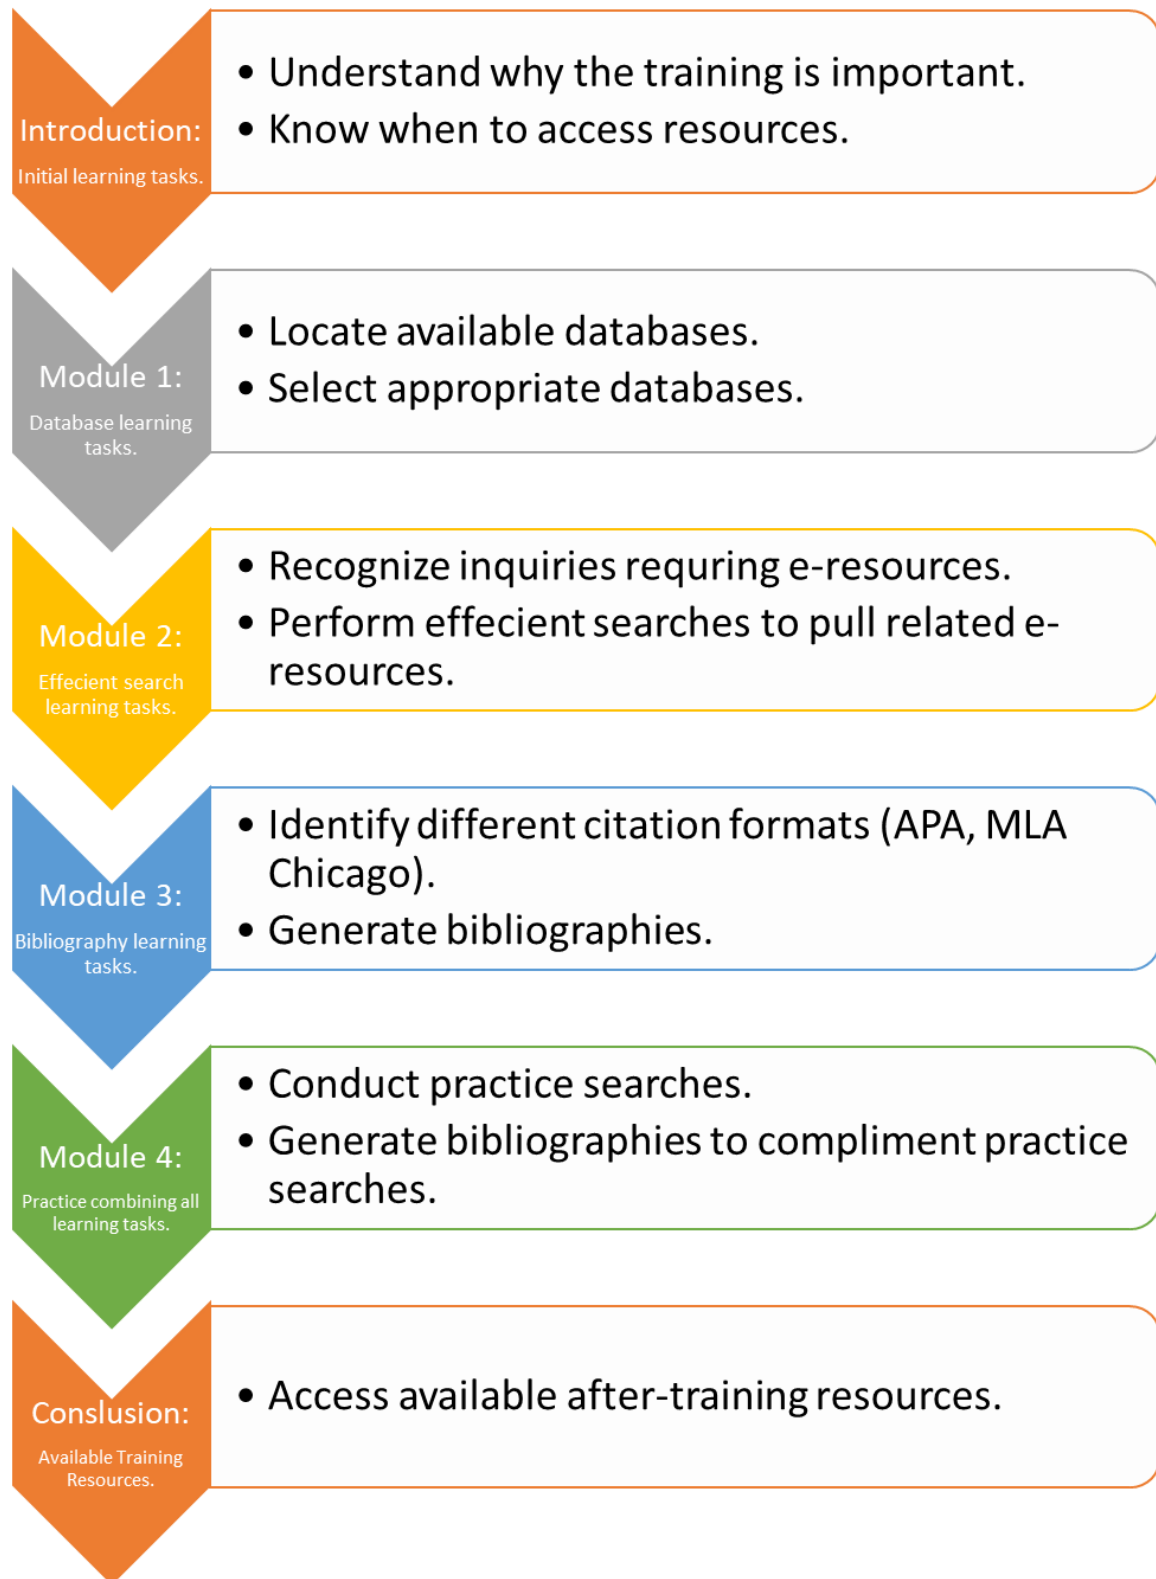 Introduction:
Initial learning tasks.
• Understand why the training is important.
• Know when to access resources.
Module 1:
Database learning
tasks.
• Locate available databases.
• Select appropriate databases.
Module 2:
Effecient search
learning tasks.
• Recognize inquiries requring e-resources.
• Perform effecient searches to pull related e-
resources.
Module 3:
Bibliography learning
tasks.
• Identify different citation formats (APA, MLA
Chicago).
• Generate bibliographies.
Module 4:
Practice combining all
learning tasks.
• Conduct practice searches.
• Generate bibliographies to compliment practice
searches.
Conslusion:
Available Training
Resources.
• Access available after-training resources.